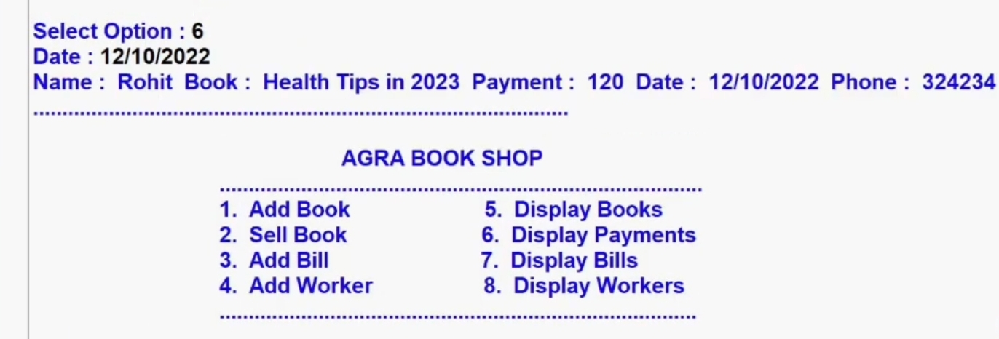 Select Option : 6
Date : 12/10/2022
Name :  Rohit  Book :  Health Tips in 2023  Payment :  120  Date :  12/10/2022  Phone :  324234
................................................................................
AGRA BOOK SHOP
................................................................................
1.  Add Book    5.  Display Books
2.  Sell Book    6.  Display Payments
3.  Add Bill    7.  Display Bills
4.  Add Worker    8.  Display Workers
................................................................................